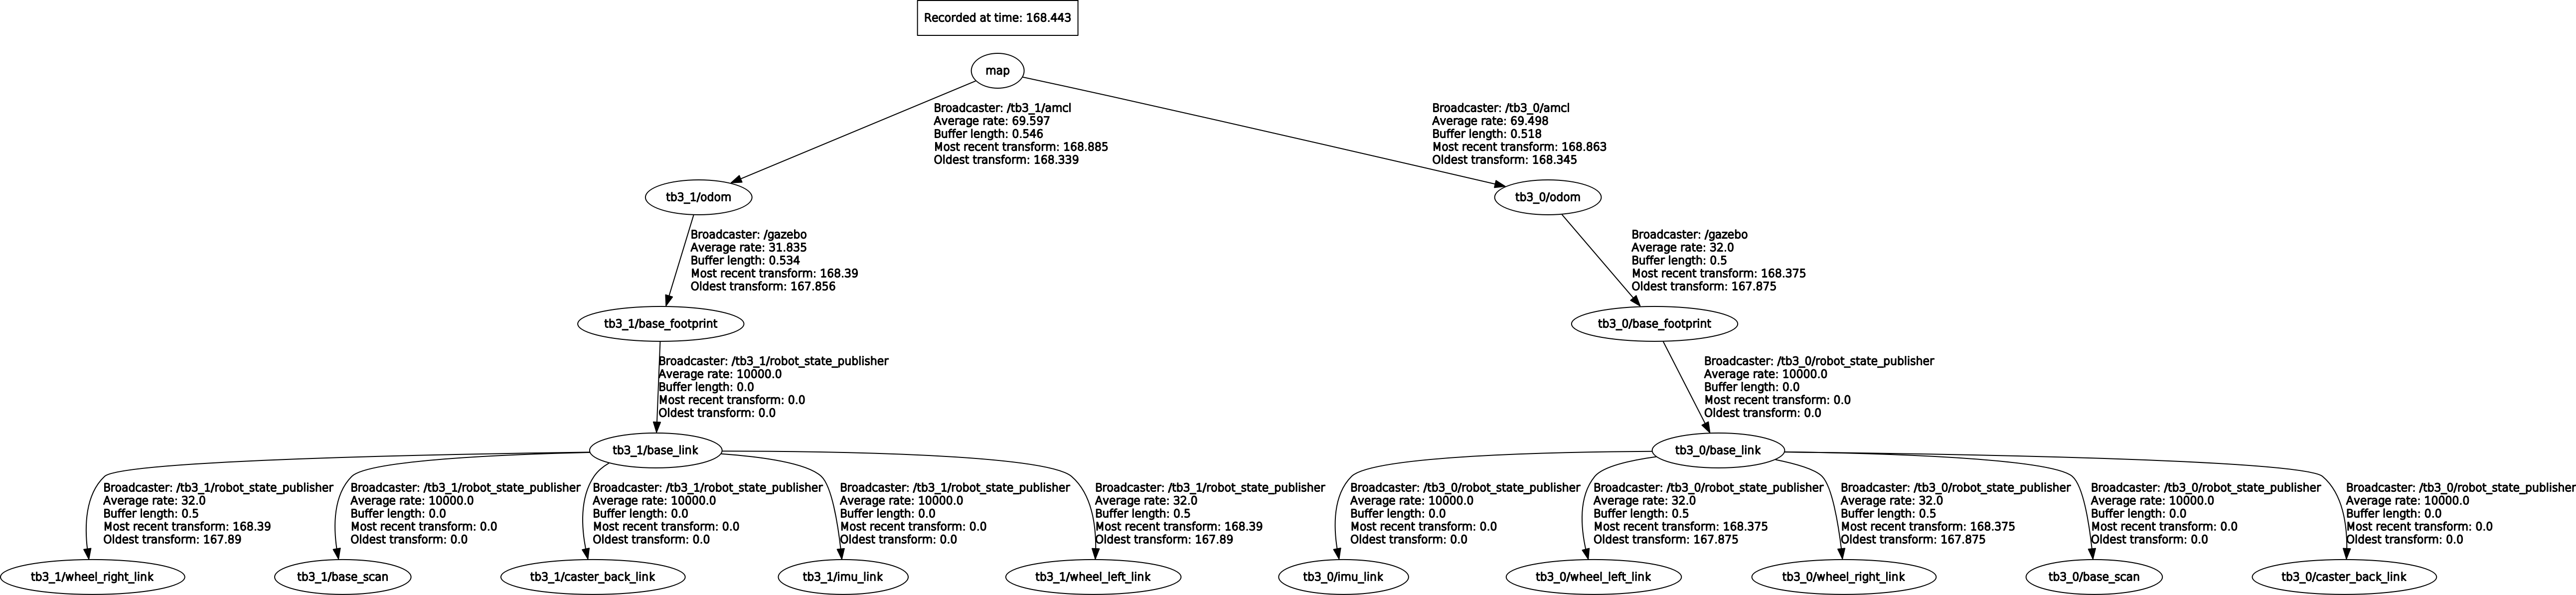 Recorded at time: 168.443
map
Broadcaster: /tb3_1/amcl
Average rate: 69.597
Buffer length: 0.546
Most recent transform: 168.885
Oldest transform: 168.339
Broadcaster: /tb3_0/amcl
Average rate: 69.498
Buffer length: 0.518
Most recent transform: 168.863
Oldest transform: 168.345
tb3_1/odom
tb3_0/odom
Broadcaster: /gazebo
Average rate: 31.835
Buffer length: 0.534
Most recent transform: 168.39
Oldest transform: 167.856
Broadcaster: /gazebo
Average rate: 32.0
Buffer length: 0.5
Most recent transform: 168.375
Oldest transform: 167.875
tb3_1/base_footprint
tb3_0/base_footprint
Broadcaster: /tb3_1/robot_state_publisher
Average rate: 10000.0
Buffer length: 0.0
Most recent transform: 0.0
Oldest transform: 0.0
Broadcaster: /tb3_0/robot_state_publisher
Average rate: 10000.0
Buffer length: 0.0
Most recent transform: 0.0
Oldest transform: 0.0
tb3_1/base_link
tb3_0/base_link
Broadcaster: /tb3_1/robot_state_publisher
Average rate: 32.0
Buffer length: 0.5
Most recent transform: 168.39
Oldest transform: 167.89
Broadcaster: /tb3_1/robot_state_publisher
Average rate: 10000.0
Buffer length: 0.0
Most recent transform: 0.0
Oldest transform: 0.0
Broadcaster: /tb3_1/robot_state_publisher
Average rate: 10000.0
Buffer length: 0.0
Most recent transform: 0.0
Oldest transform: 0.0
Broadcaster: /tb3_1/robot_state_publisher
Average rate: 10000.0
Buffer length: 0.0
Most recent transform: 0.0
Oldest transform: 0.0
Broadcaster: /tb3_1/robot_state_publisher
Average rate: 32.0
Buffer length: 0.5
Most recent transform: 168.39
Oldest transform: 167.89
Broadcaster: /tb3_0/robot_state_publisher
Average rate: 10000.0
Buffer length: 0.0
Most recent transform: 0.0
Oldest transform: 0.0
Broadcaster: /tb3_0/robot_state_publisher
Average rate: 32.0
Buffer length: 0.5
Most recent transform: 168.375
Oldest transform: 167.875
Broadcaster: /tb3_0/robot_state_publisher
Average rate: 32.0
Buffer length: 0.5
Most recent transform: 168.375
Oldest transform: 167.875
Broadcaster: /tb3_0/robot_state_publisher
Average rate: 10000.0
Buffer length: 0.0
Most recent transform: 0.0
Oldest transform: 0.0
Broadcaster: /tb3_0/robot_state_publisher
Average rate: 10000.0
Buffer length: 0.0
Most recent transform: 0.0
Oldest transform: 0.0
tb3_1/wheel_right_link
tb3_1/base_scan
tb3_1/caster_back_link
tb3_1/imu_link
tb3_1/wheel_left_link
tb3_0/imu_link
tb3_0/wheel_left_link
tb3_0/wheel_right_link
tb3_0/base_scan
tb3_0/caster_back_link